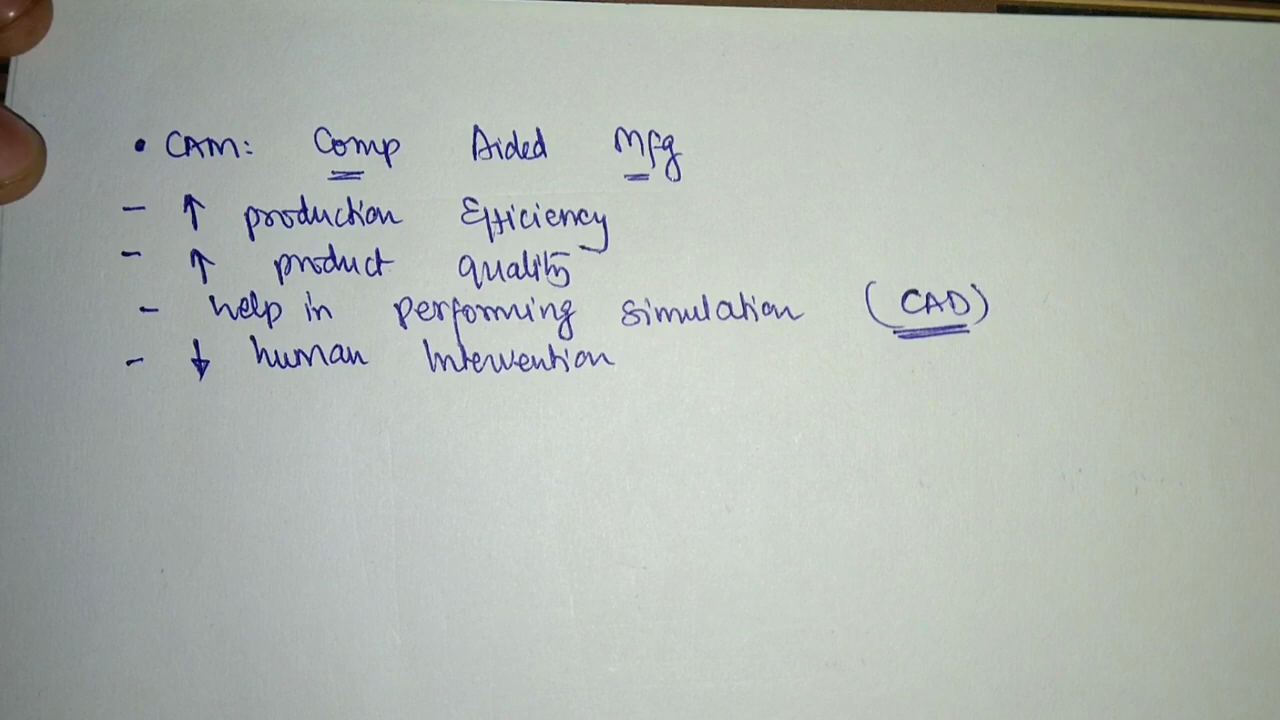 • CAM: Comp Aided Mfg
- ↑ production Efficiency
- ↑ product quality
- help in performing simulation (CAD)
- ↓ human Intervention